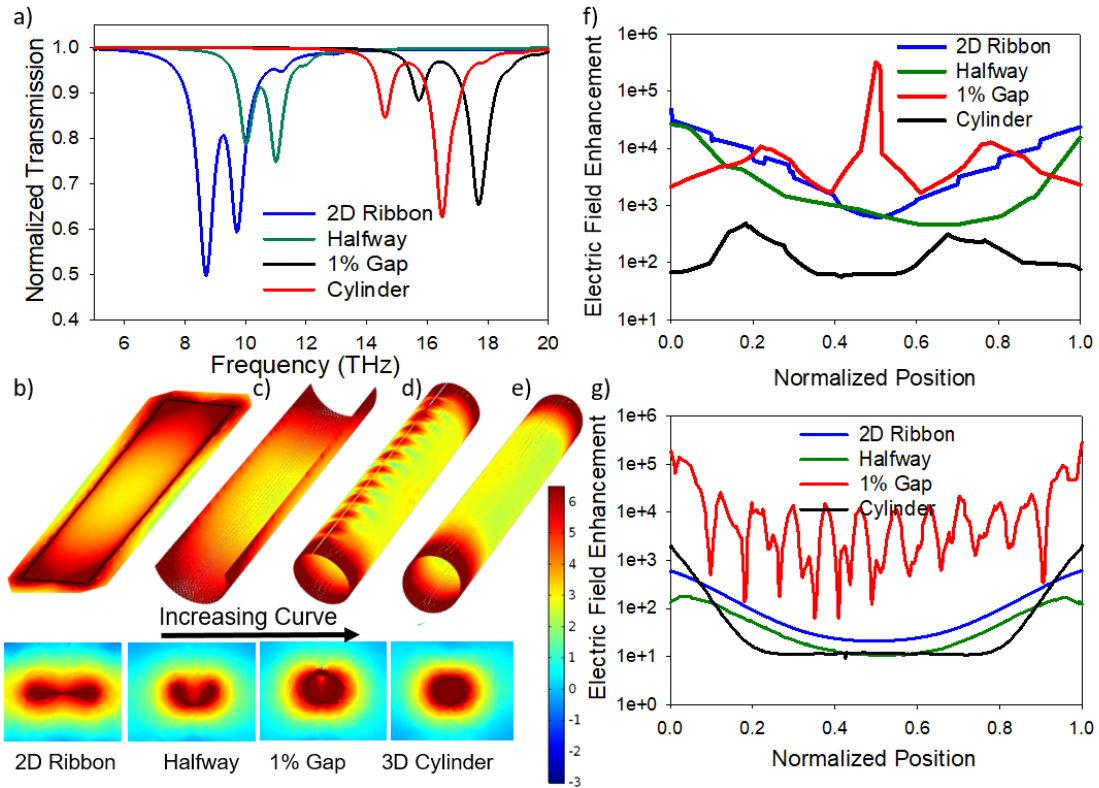 a)
1.0
0.9
0.8
0.7
0.6
0.5
0.4
Normalized Transmission
2D Ribbon
Halfway
1% Gap
Cylinder
6 8 10 12 14 16 18 20
Frequency (THz)
f)
1e+6
1e+5
1e+4
1e+3
1e+2
1e+1
Electric Field Enhancement
2D Ribbon
Halfway
1% Gap
Cylinder
0.0 0.2 0.4 0.6 0.8 1.0
Normalized Position
b) c) d) e)
Increasing Curve
2D Ribbon Halfway 1% Gap 3D Cylinder
6
5
4
3
2
1
0
-1
-2
-3
g)
1e+6
1e+5
1e+4
1e+3
1e+2
1e+1
1e+0
Electric Field Enhancement
2D Ribbon
Halfway
1% Gap
Cylinder
0.0 0.2 0.4 0.6 0.8 1.0
Normalized Position